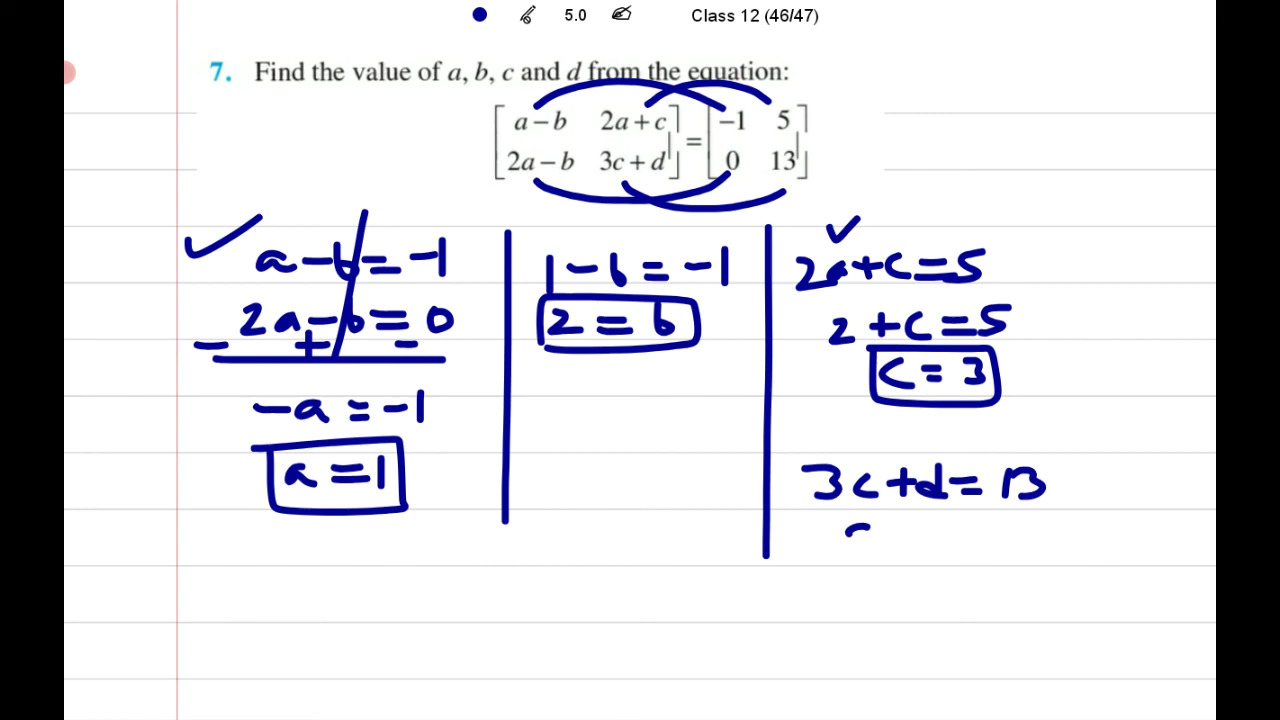 5.0 Class 12 (46/47)
7. Find the value of a, b, c and d from the equation:
[a−b 2a+c] = [−1 5]
[2a−b 3c+d] [0 13]
a−b=−1
2a−b=0
− + −
−a=−1
a=1
1−b=−1
2=b
2a+c=5
2+c=5
c=3
3c+d=13